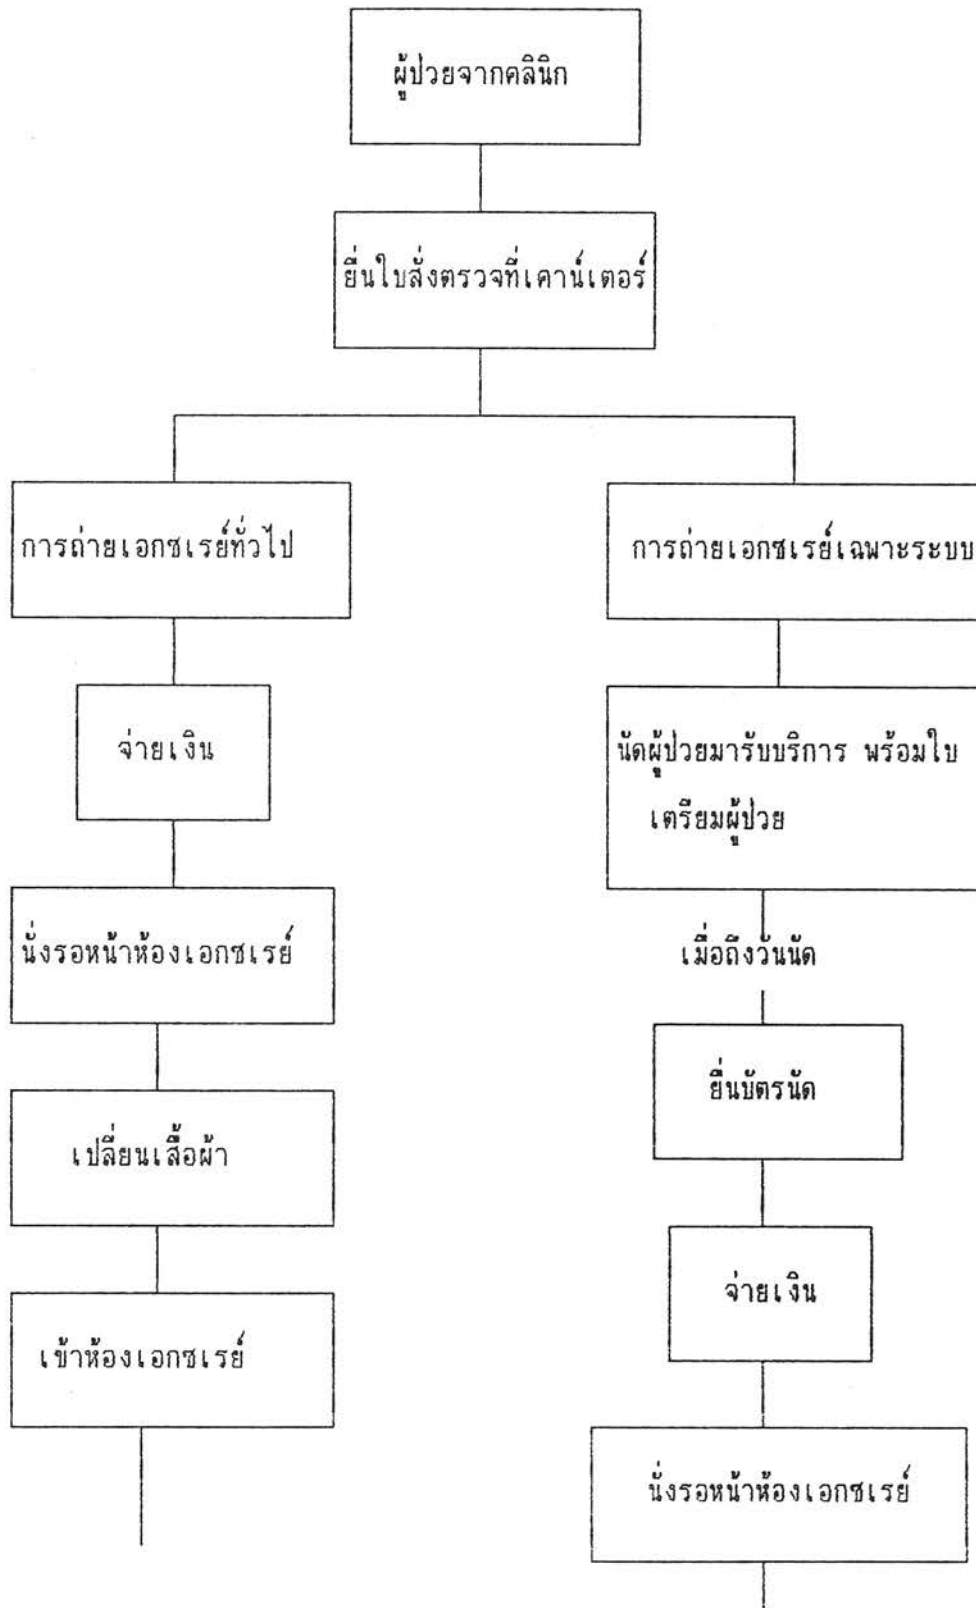 ผู้ป่วยจากคลินิก
ยื่นใบสั่งตรวจที่เคาน์เตอร์
การถ่ายเอกซเรย์ทั่วไป
จ่ายเงิน
นั่งรอหน้าห้องเอกซเรย์
เปลี่ยนเสื้อผ้า
เข้าห้องเอกซเรย์
การถ่ายเอกซเรย์เฉพาะระบบ
นัดผู้ป่วยมารับบริการ พร้อมใบ
เตรียมผู้ป่วย
เมื่อถึงวันนัด
ยื่นบัตรนัด
จ่ายเงิน
นั่งรอหน้าห้องเอกซเรย์